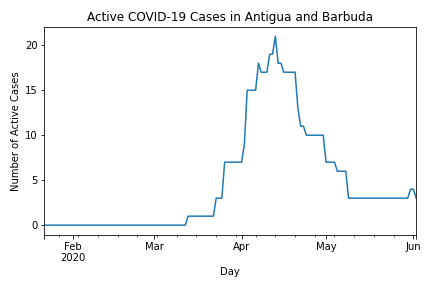 Active COVID-19 Cases in Antigua and Barbuda
Number of Active Cases
20
15
10
5
0
Feb
2020
Mar
Apr
May
Jun
Day